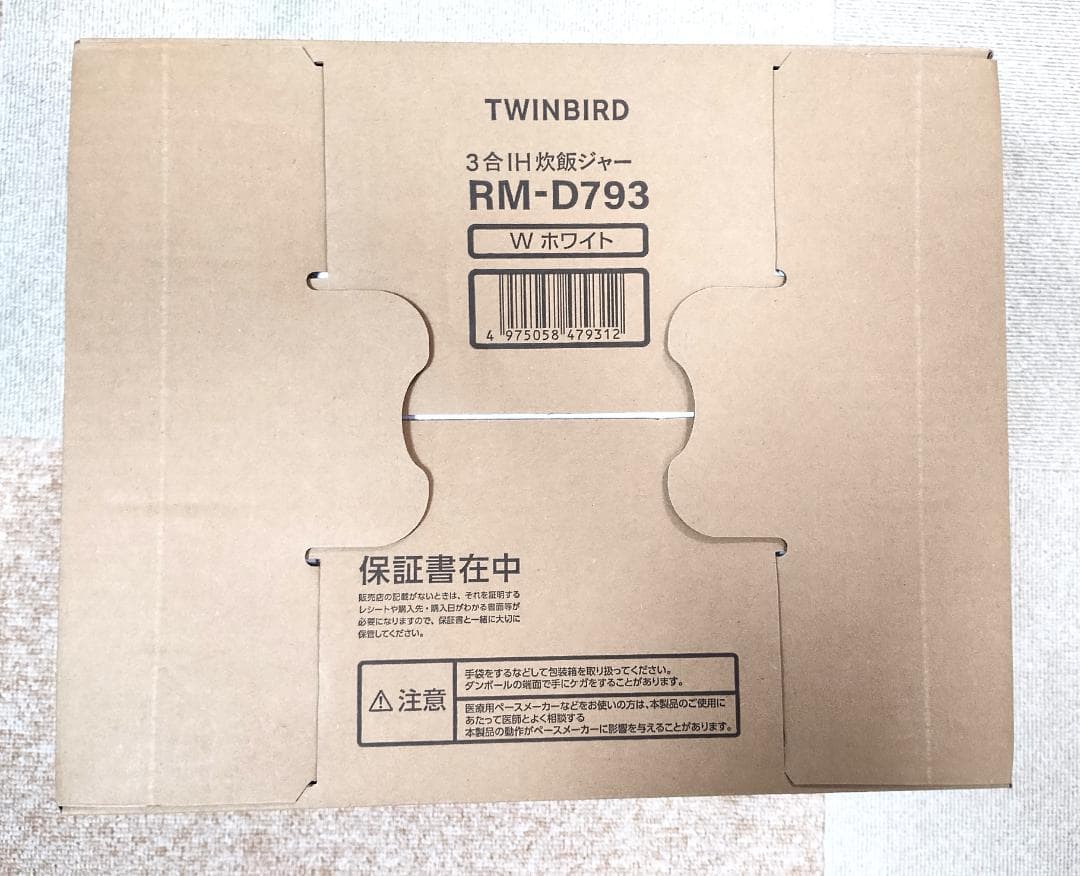 TWINBIRD
3合IH炊飯ジャー
RM-D793
W ホワイト
4 975058 479312
保証書在中
販売店の記載がないときは、それを証明する
レシートや購入先・購入日がわかる書面等が
必要になりますので、保証書と一緒に大切に
保管してください。
注意
手袋をするなどして包装箱を取り扱ってください。
ダンボールの端面で手にケガをすることがあります。
医療用ペースメーカーなどをお使いの方は、本製品のご使用に
あたって医師とよく相談する
本製品の動作がペースメーカーに影響を与えることがあります。